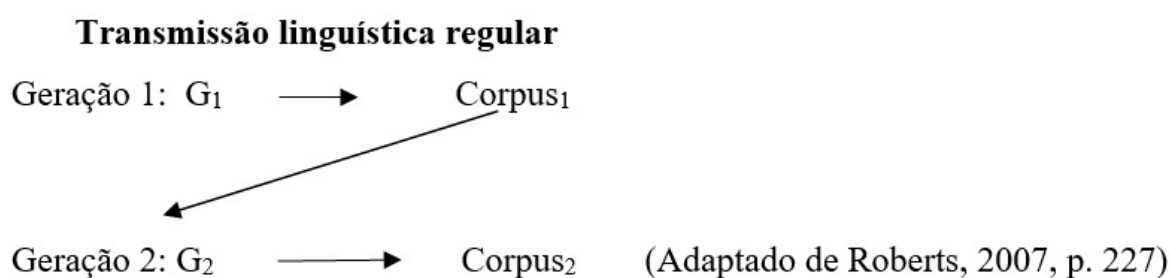 Transmissão linguística regular
Geração 1: G₁ Corpus₁
Geração 2: G₂ Corpus₂ (Adaptado de Roberts, 2007, p. 227)